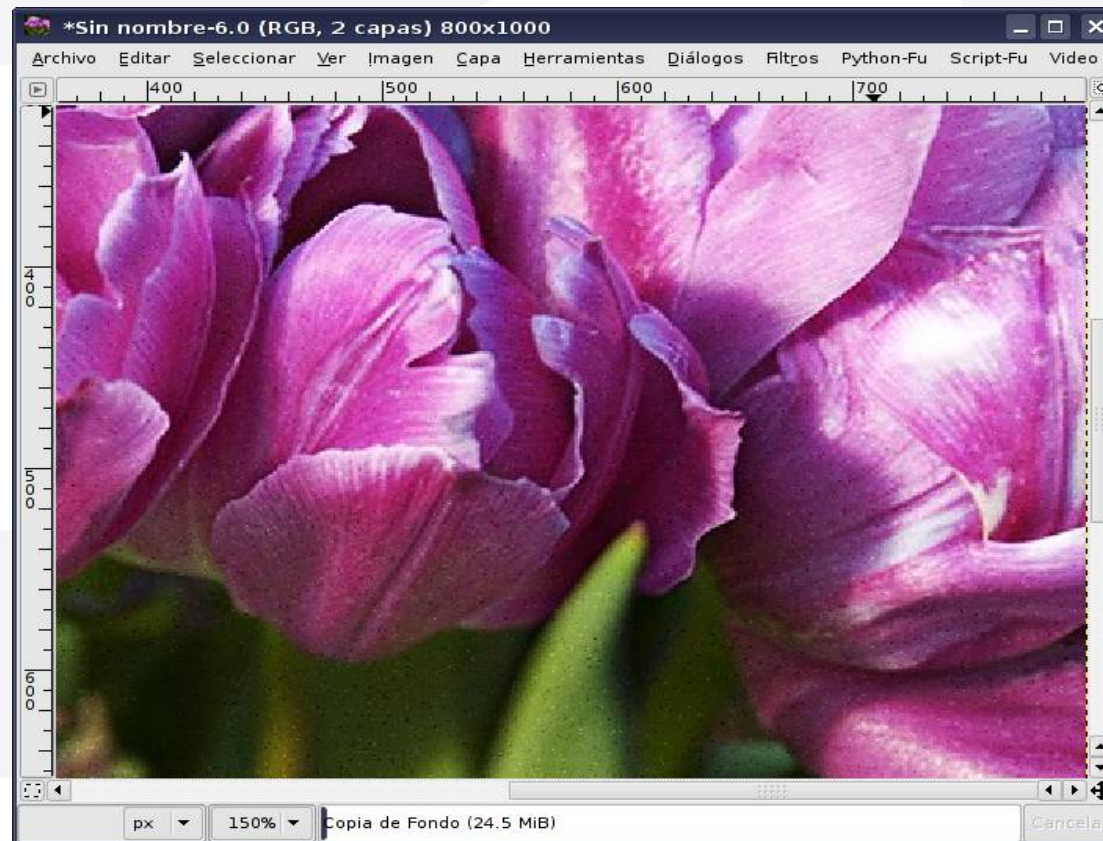 *Sin nombre-6.0 (RGB, 2 capas) 800x1000
Archivo Editar Seleccionar Ver Imagen Capa Herramientas Diálogos Filtros Python-Fu Script-Fu Video
400 500 600 700
400
500
600
px 150% Copia de Fondo (24.5 MiB) Cancela